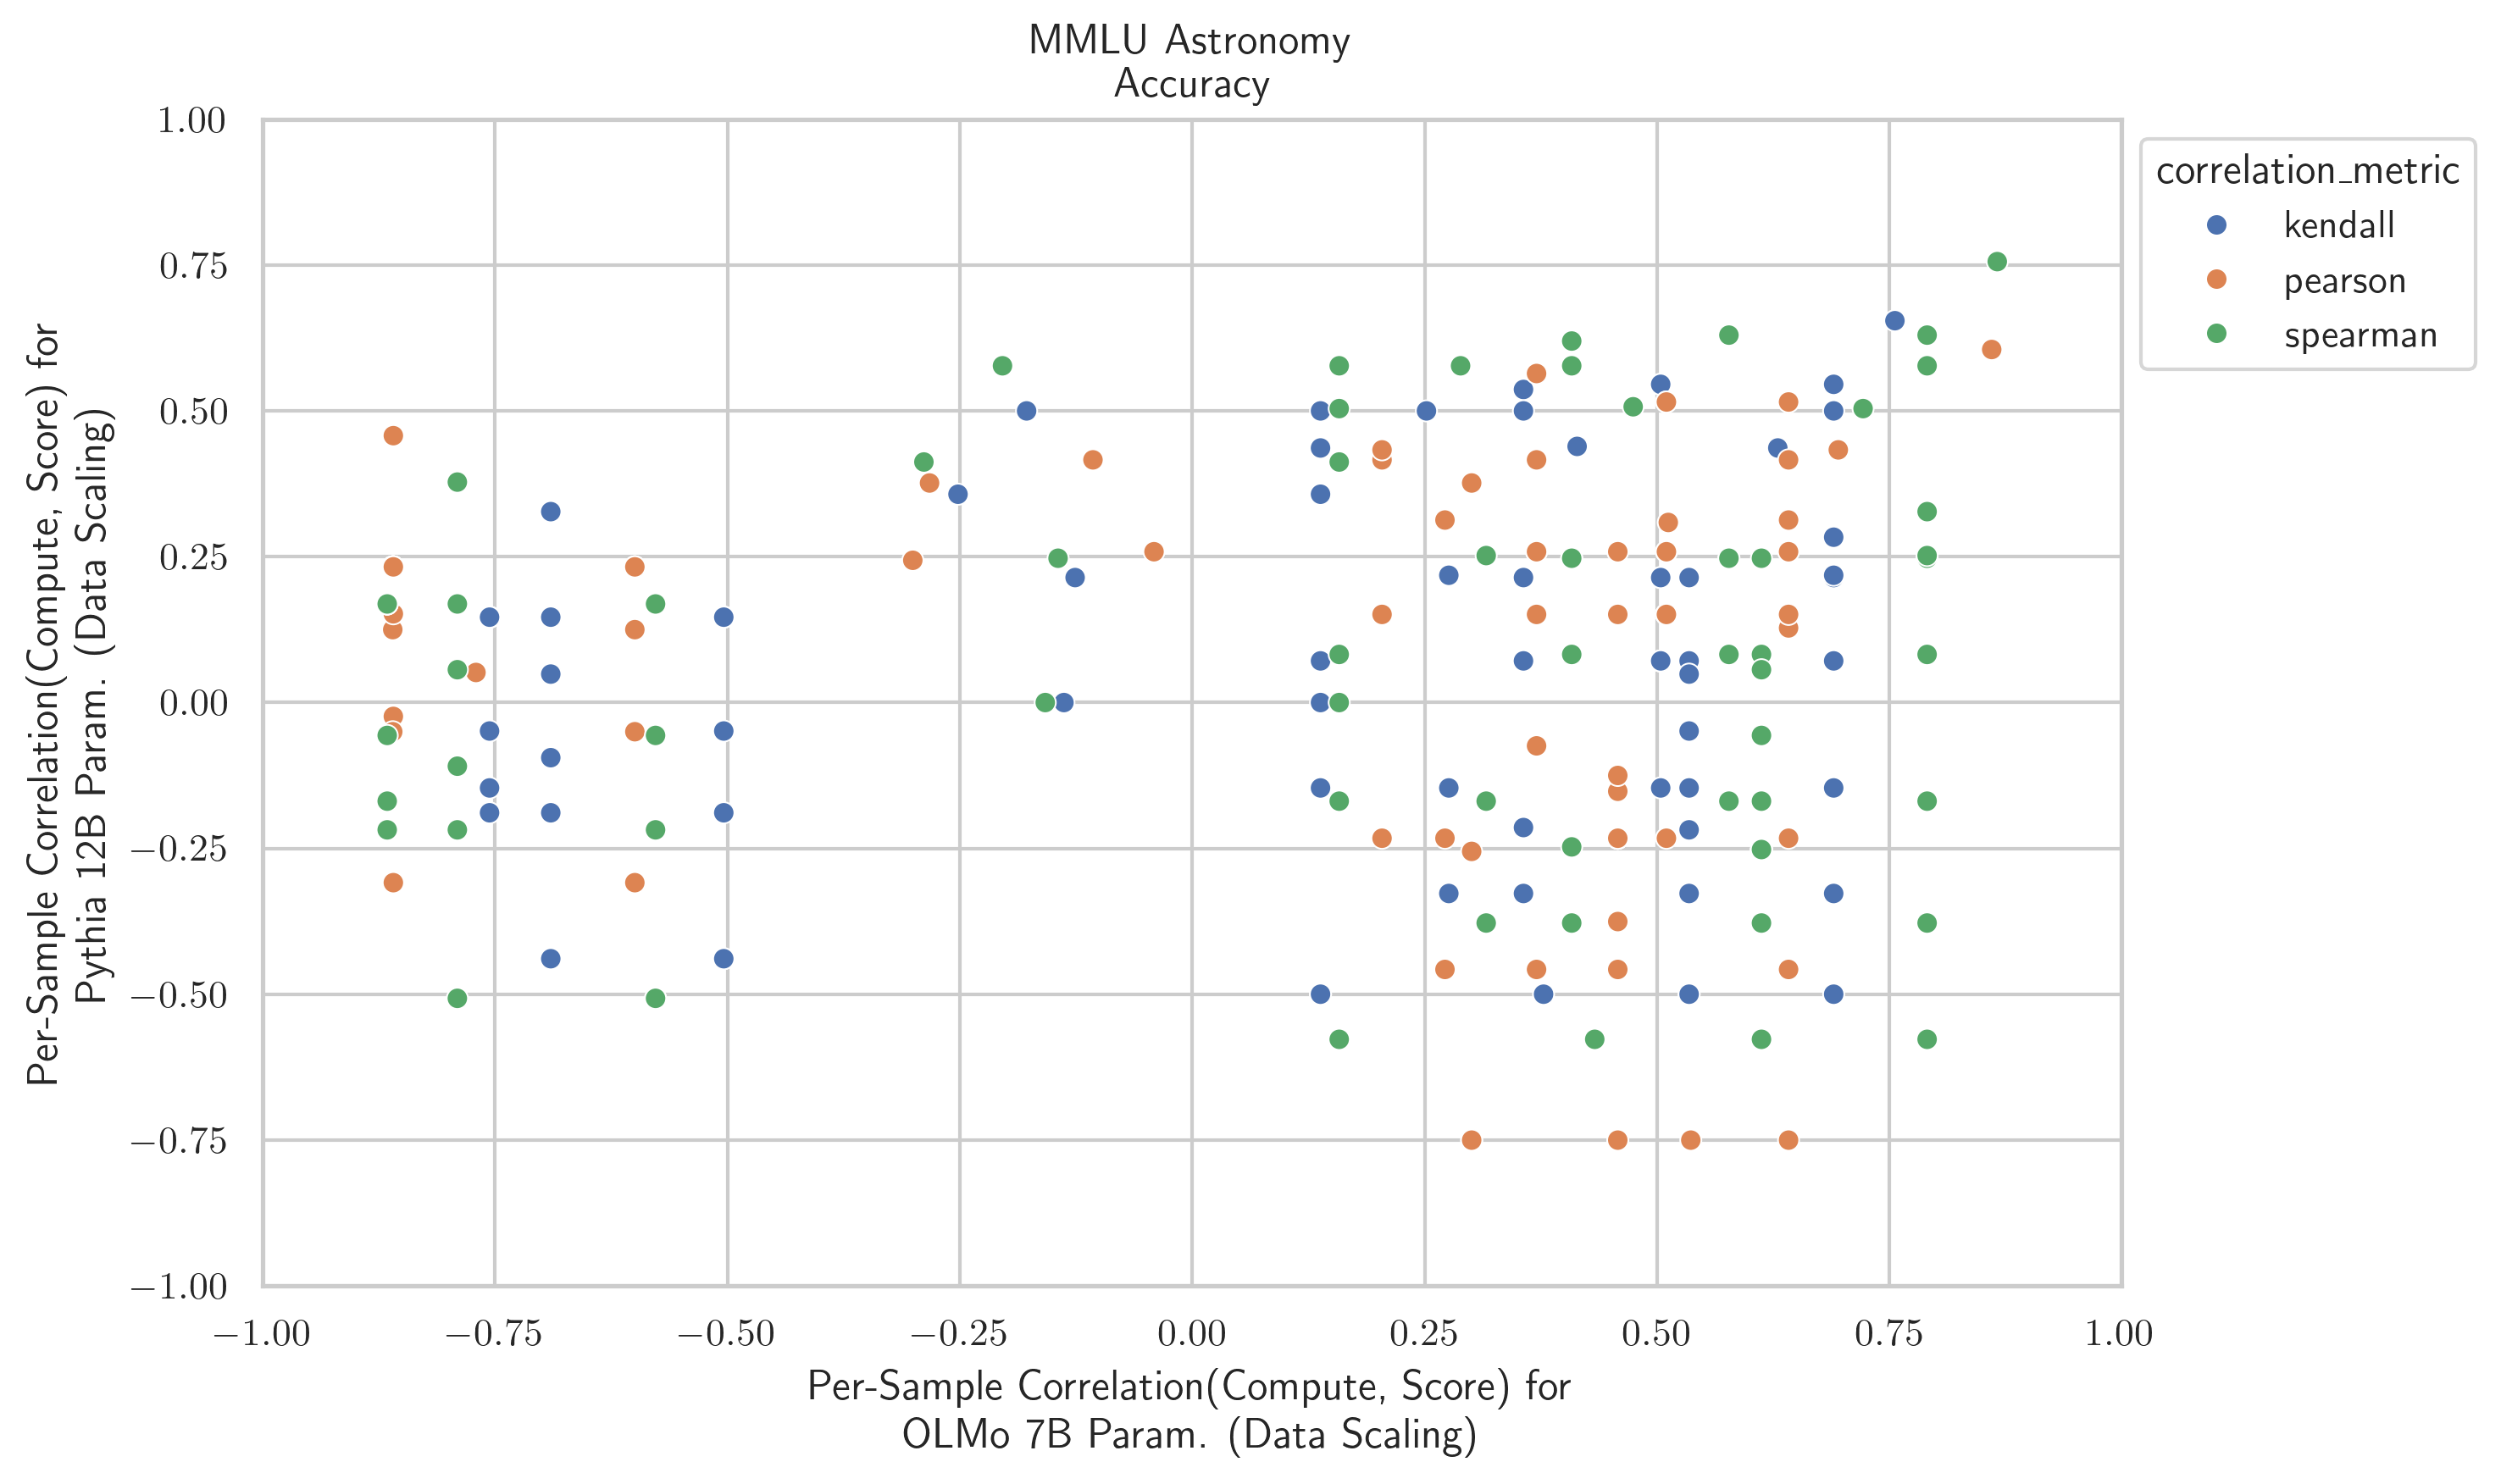 MMLU Astronomy
Accuracy
1.00
0.75
0.50
0.25
0.00
−0.25
−0.50
−0.75
−1.00
Per-Sample Correlation(Compute, Score) for
Pythia 12B Param. (Data Scaling)
−1.00 −0.75 −0.50 −0.25 0.00 0.25 0.50 0.75 1.00
Per-Sample Correlation(Compute, Score) for
OLMo 7B Param. (Data Scaling)
correlation_metric
kendall
pearson
spearman